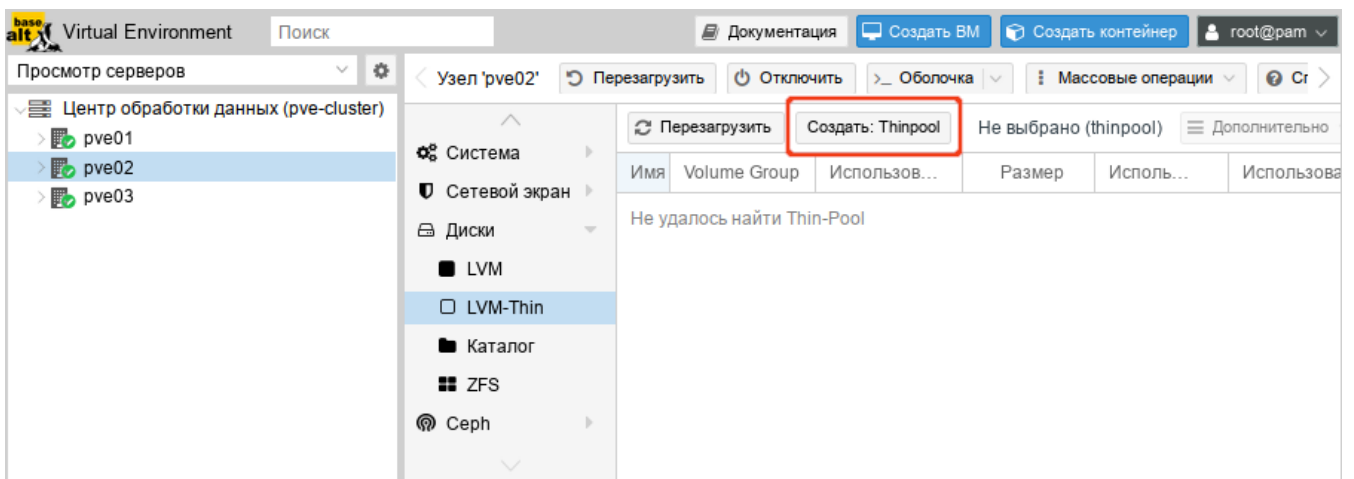 base alt Virtual Environment Поиск Документация Создать ВМ Создать контейнер root@pam
Просмотр серверов Узел 'pve02' Перезагрузить Отключить >_ Оболочка Массовые операции
Центр обработки данных (pve-cluster)
pve01
pve02
pve03
Система
Сетевой экран
Диски
LVM
LVM-Thin
Каталог
ZFS
Ceph
Перезагрузить Создать: Thinpool Не выбрано (thinpool) Дополнительно
Имя Volume Group Использов... Размер Исполь... Использова
Не удалось найти Thin-Pool